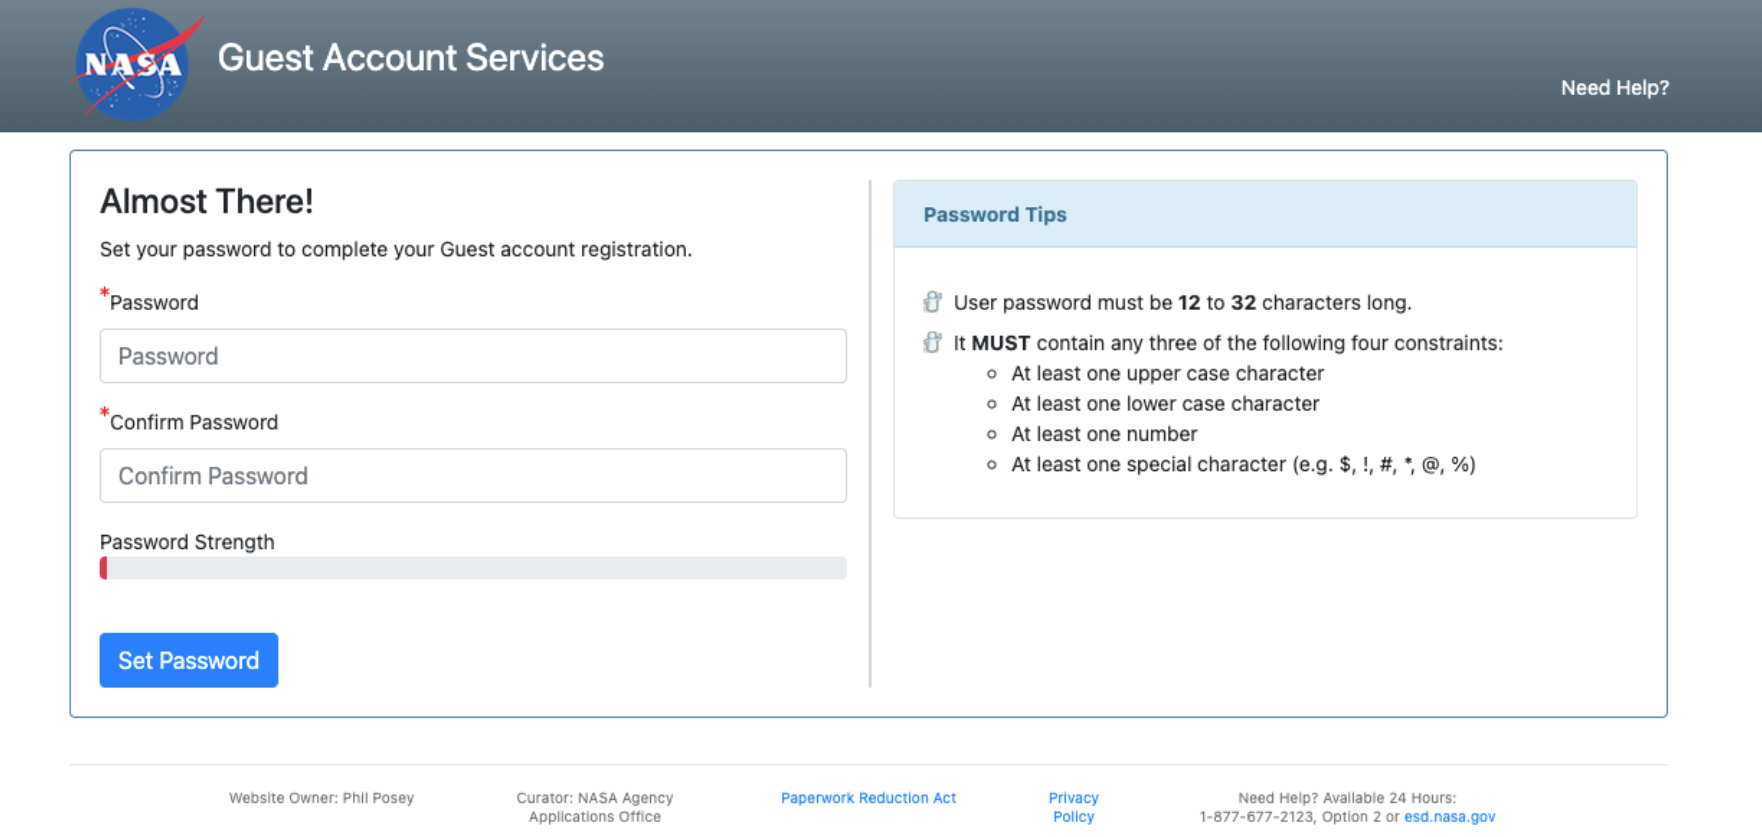 NASA
Guest Account Services
Need Help?
Almost There!
Set your password to complete your Guest account registration.
*Password
Password
*Confirm Password
Confirm Password
Password Strength
Set Password
Password Tips
User password must be 12 to 32 characters long.
It MUST contain any three of the following four constraints:
At least one upper case character
At least one lower case character
At least one number
At least one special character (e.g. $, !, #, *, @, %)
Website Owner: Phil Posey
Curator: NASA Agency
Applications Office
Paperwork Reduction Act
Privacy
Policy
Need Help? Available 24 Hours:
1-877-677-2123, Option 2 or esd.nasa.gov